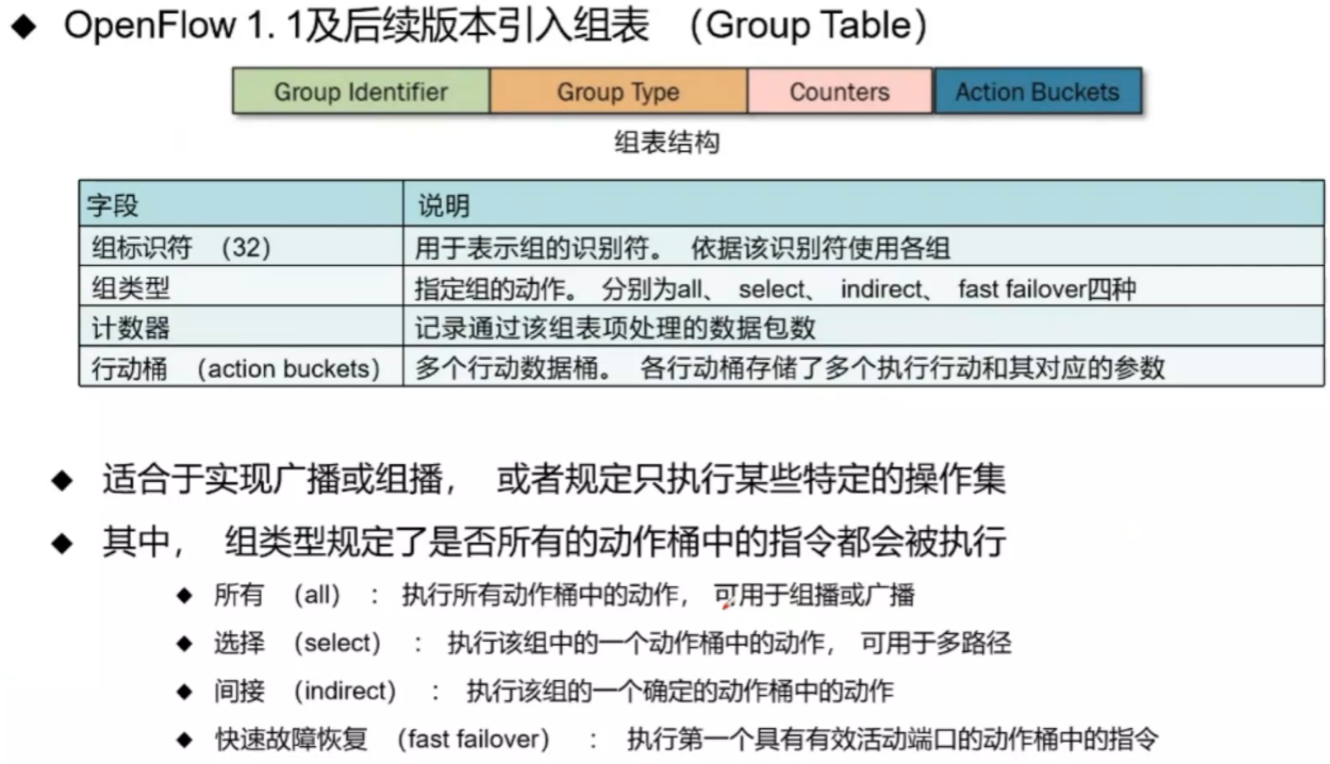 ◆ OpenFlow 1. 1及后续版本引入组表 （Group Table）
Group Identifier Group Type Counters Action Buckets
组表结构
字段 说明
组标识符 （32） 用于表示组的识别符。 依据该识别符使用各组
组类型 指定组的动作。 分别为all、 select、 indirect、 fast failover四种
计数器 记录通过该组表项处理的数据包数
行动桶 （action buckets） 多个行动数据桶。 各行动桶存储了多个执行行动和其对应的参数
◆ 适合于实现广播或组播， 或者规定只执行某些特定的操作集
◆ 其中， 组类型规定了是否所有的动作桶中的指令都会被执行
◆ 所有 （all） ： 执行所有动作桶中的动作， 可用于组播或广播
◆ 选择 （select） ： 执行该组中的一个动作桶中的动作， 可用于多路径
◆ 间接 （indirect） ： 执行该组的一个确定的动作桶中的动作
◆ 快速故障恢复 （fast failover） ： 执行第一个具有有效活动端口的动作桶中的指令